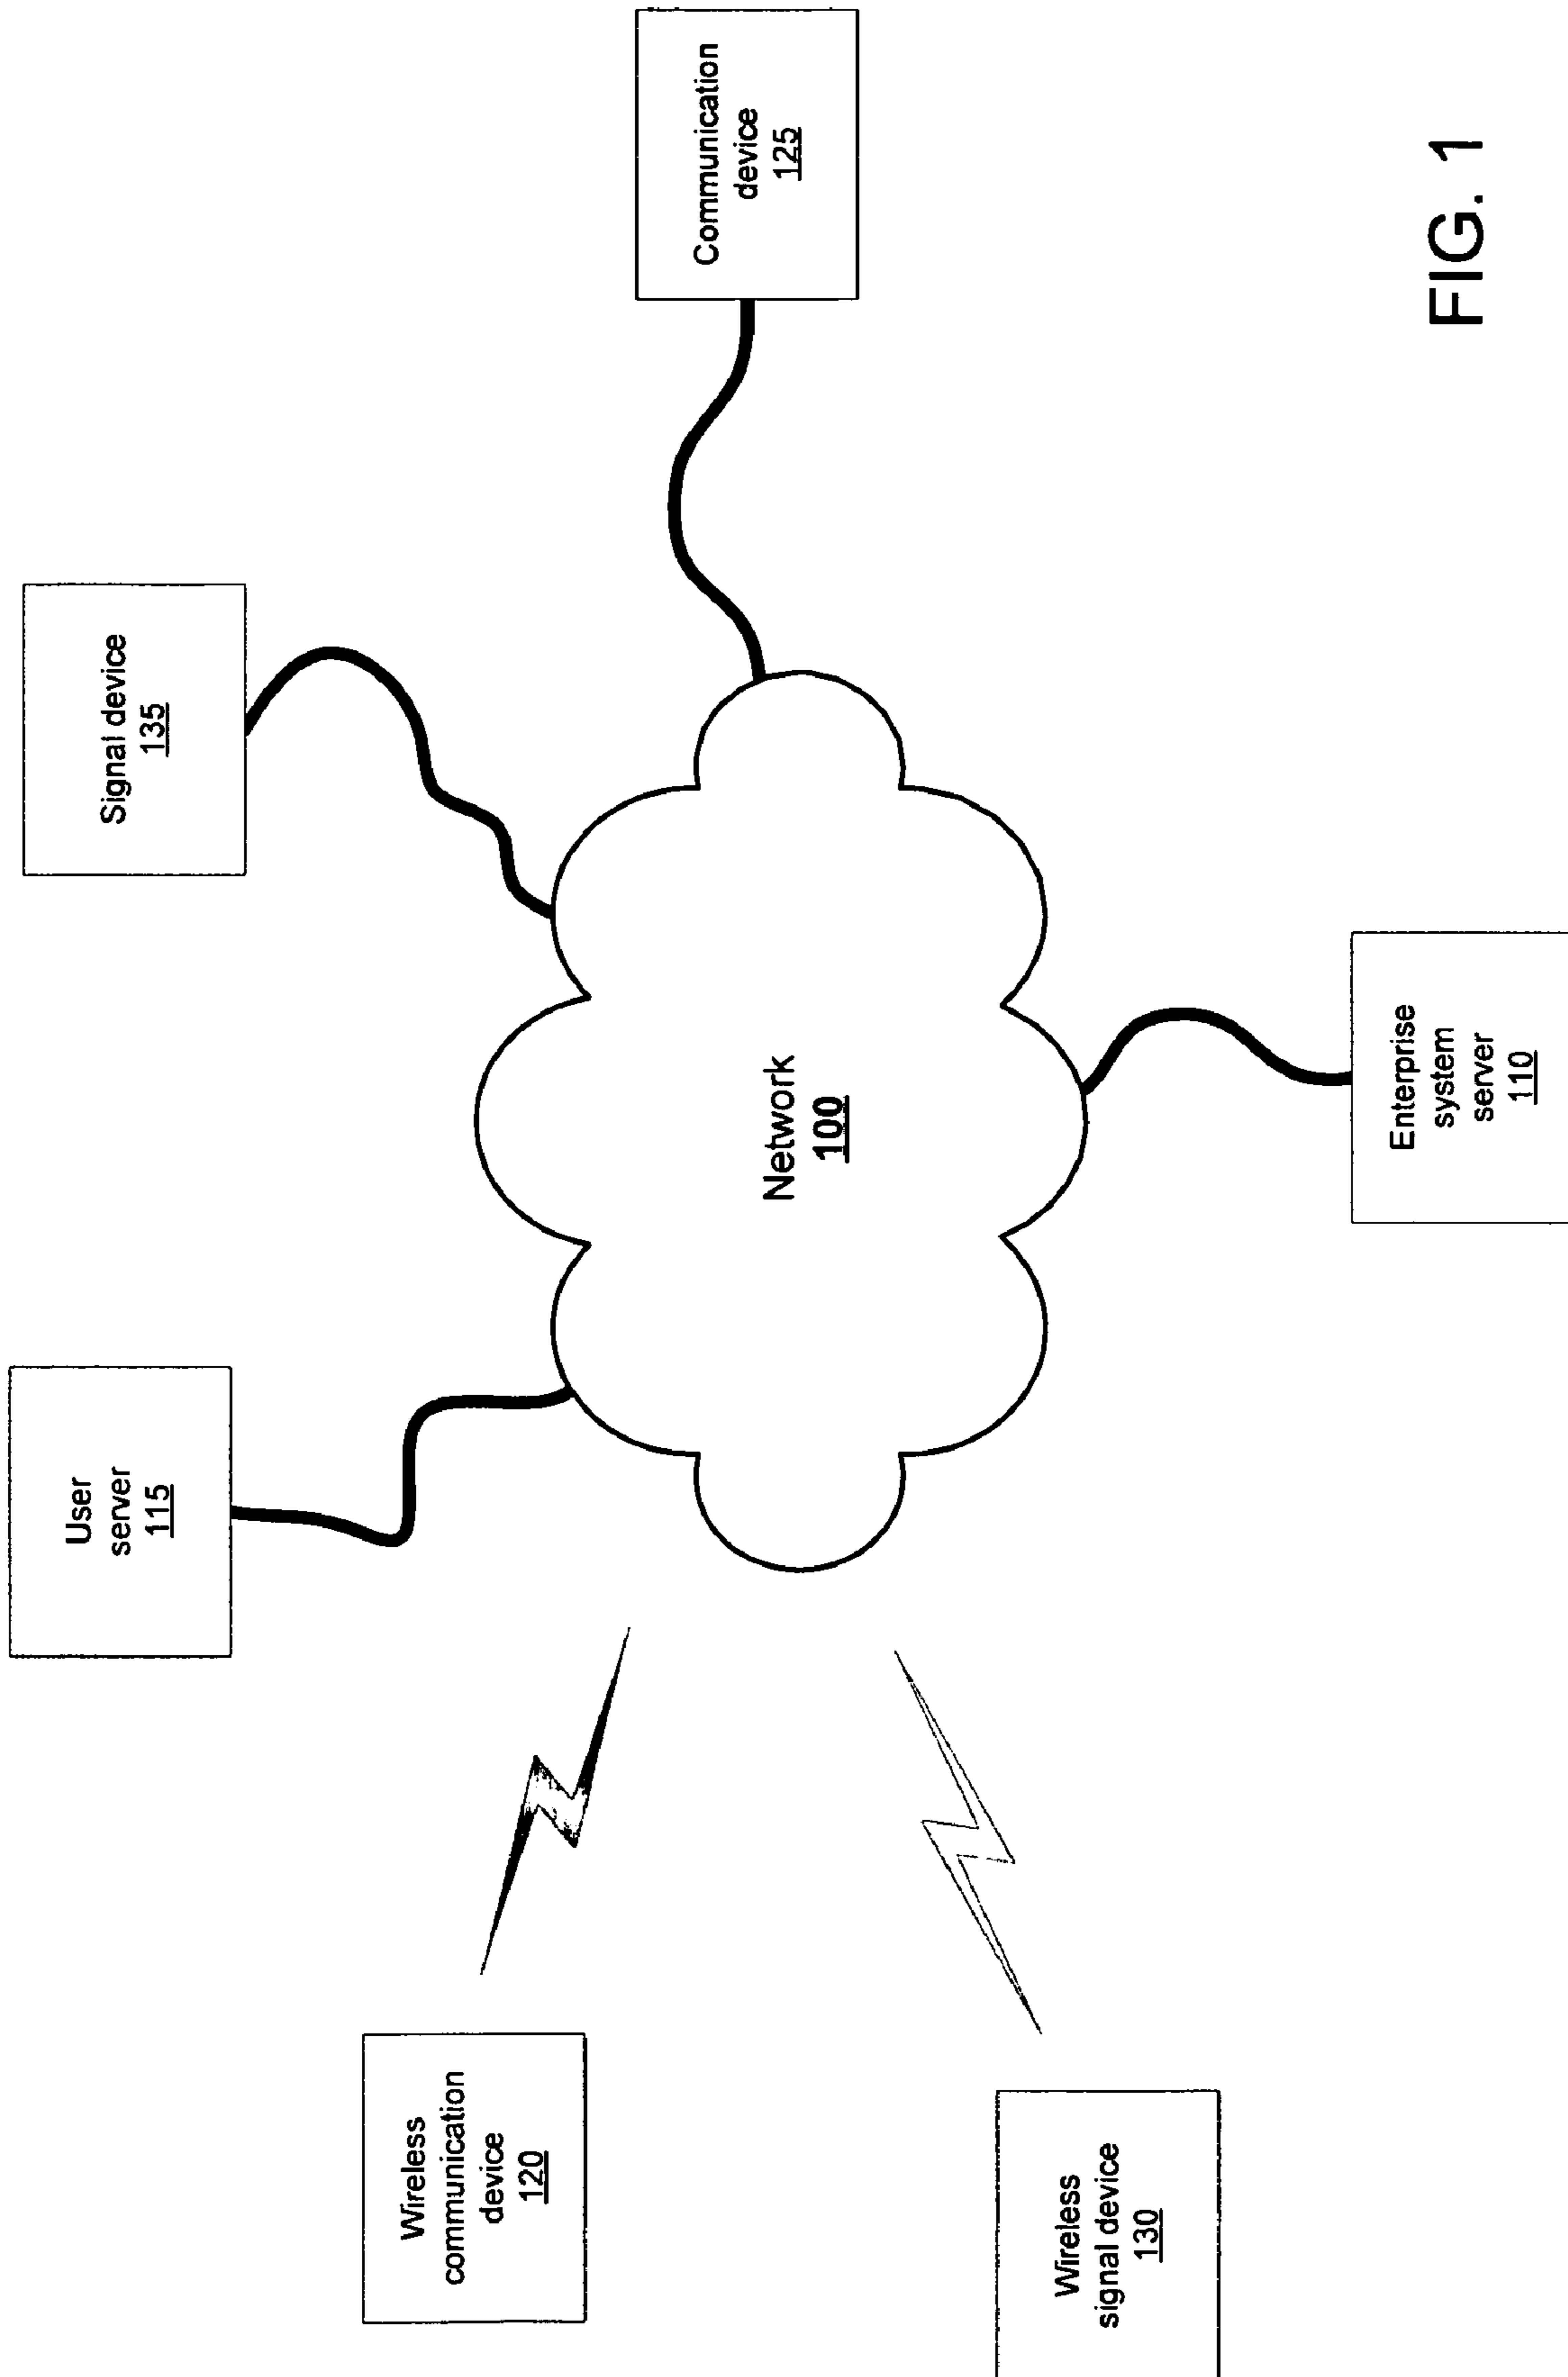 User
server
115
Signal device
135
Wireless
communication
device
120
Communication
device
125
Network
100
Wireless
signal device
130
Enterprise
system
server
110
FIG. 1